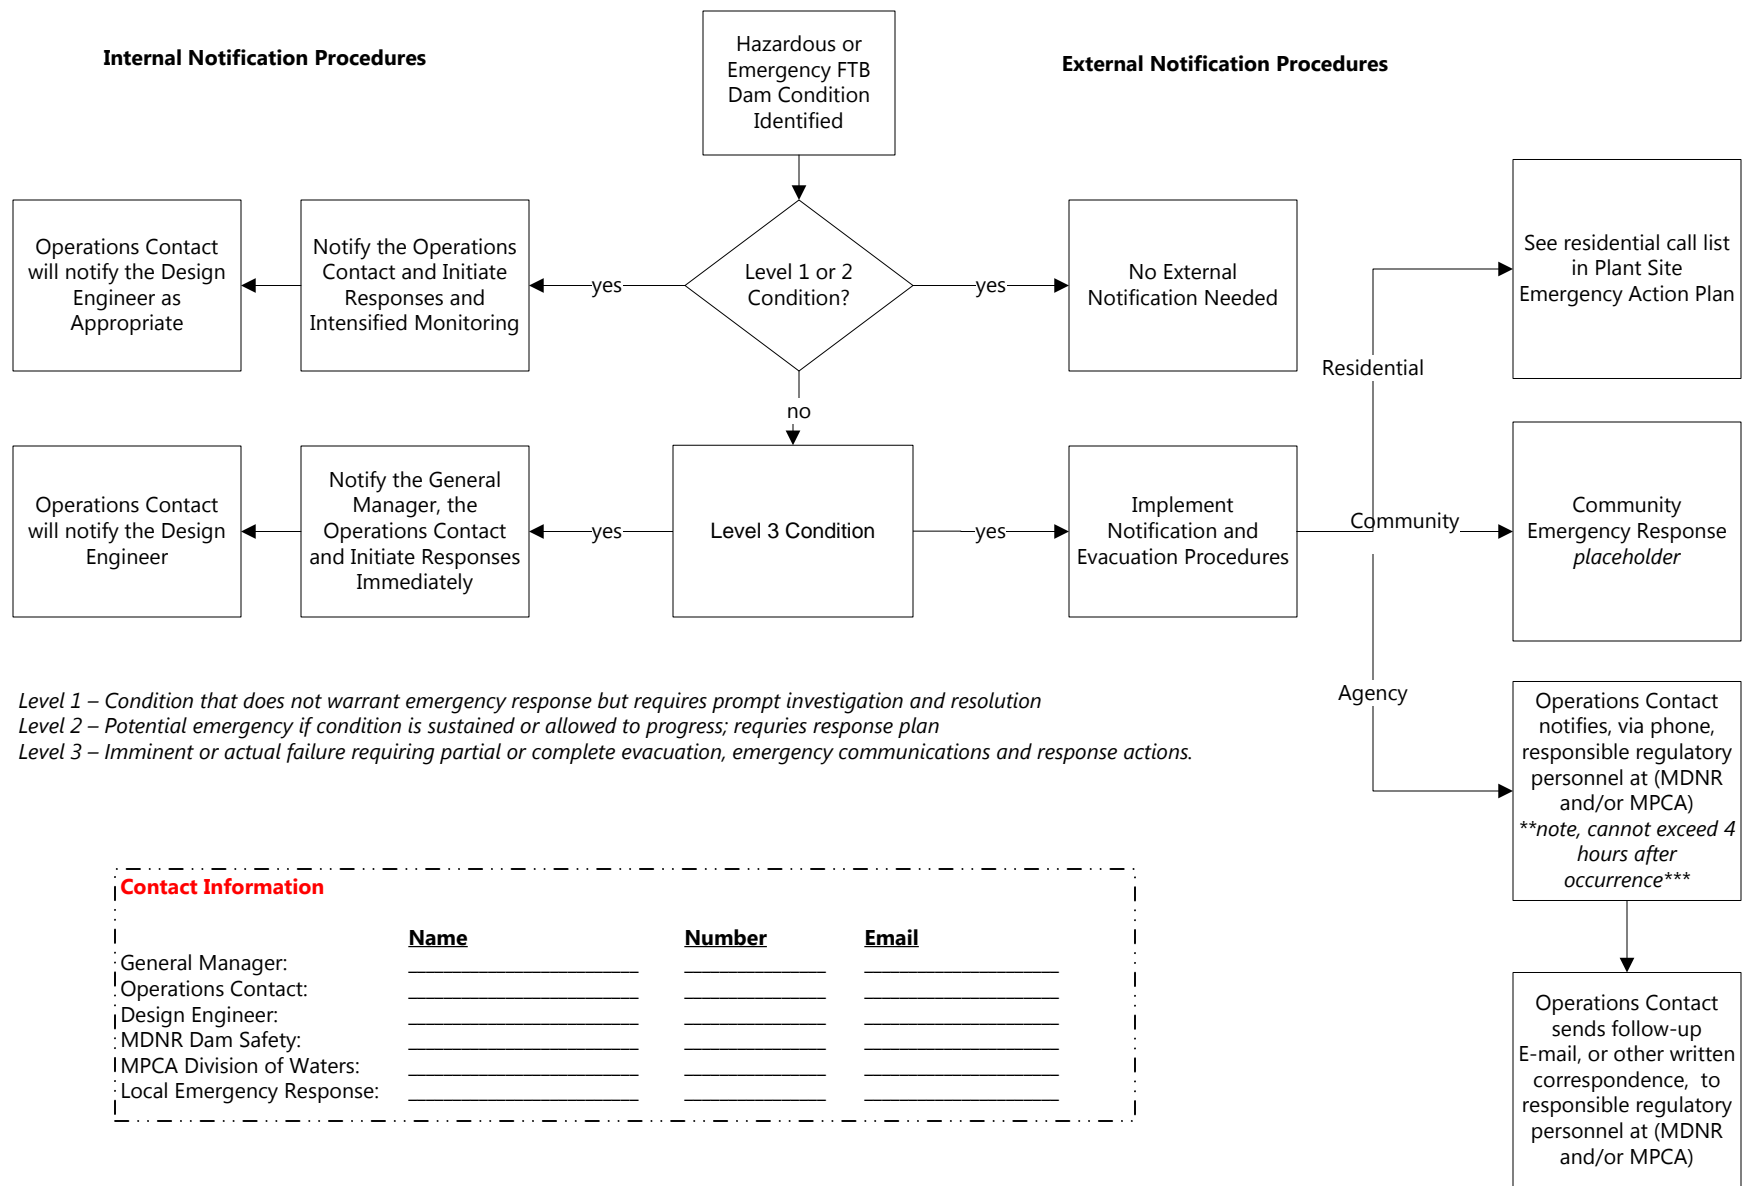 Internal Notification Procedures
Hazardous or
Emergency FTB
Dam Condition
Identified
External Notification Procedures
Operations Contact
will notify the Design
Engineer as
Appropriate
Notify the Operations
Contact and Initiate
Responses and
Intensified Monitoring
yes
Level 1 or 2
Condition?
yes
No External
Notification Needed
See residential call list
in Plant Site
Emergency Action Plan
Residential
no
Operations Contact
will notify the Design
Engineer
Notify the General
Manager, the
Operations Contact
and Initiate Responses
Immediately
yes
Level 3 Condition
yes
Implement
Notification and
Evacuation Procedures
Community
Community
Emergency Response
placeholder
Level 1 – Condition that does not warrant emergency response but requires prompt investigation and resolution
Level 2 – Potential emergency if condition is sustained or allowed to progress; requries response plan
Level 3 – Imminent or actual failure requiring partial or complete evacuation, emergency communications and response actions.
Agency
Operations Contact
notifies, via phone,
responsible regulatory
personnel at (MDNR
and/or MPCA)
**note, cannot exceed 4
hours after
occurrence***
Operations Contact
sends follow-up
E-mail, or other written
correspondence,  to
responsible regulatory
personnel at (MDNR
and/or MPCA)
Contact Information
Name Number Email
General Manager:
Operations Contact:
Design Engineer:
MDNR Dam Safety:
MPCA Division of Waters:
Local Emergency Response: